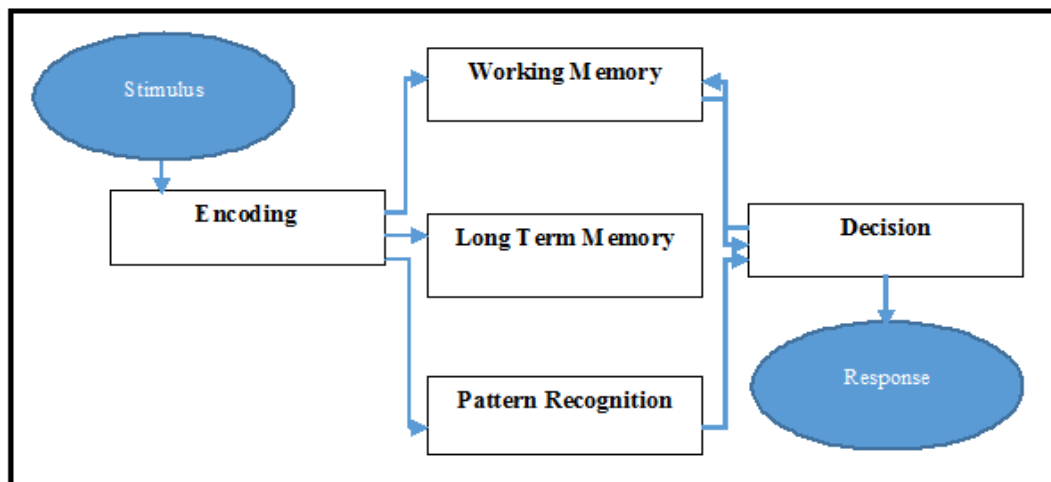 Stimulus
Working Memory
Encoding
Long Term Memory
Decision
Pattern Recognition
Response